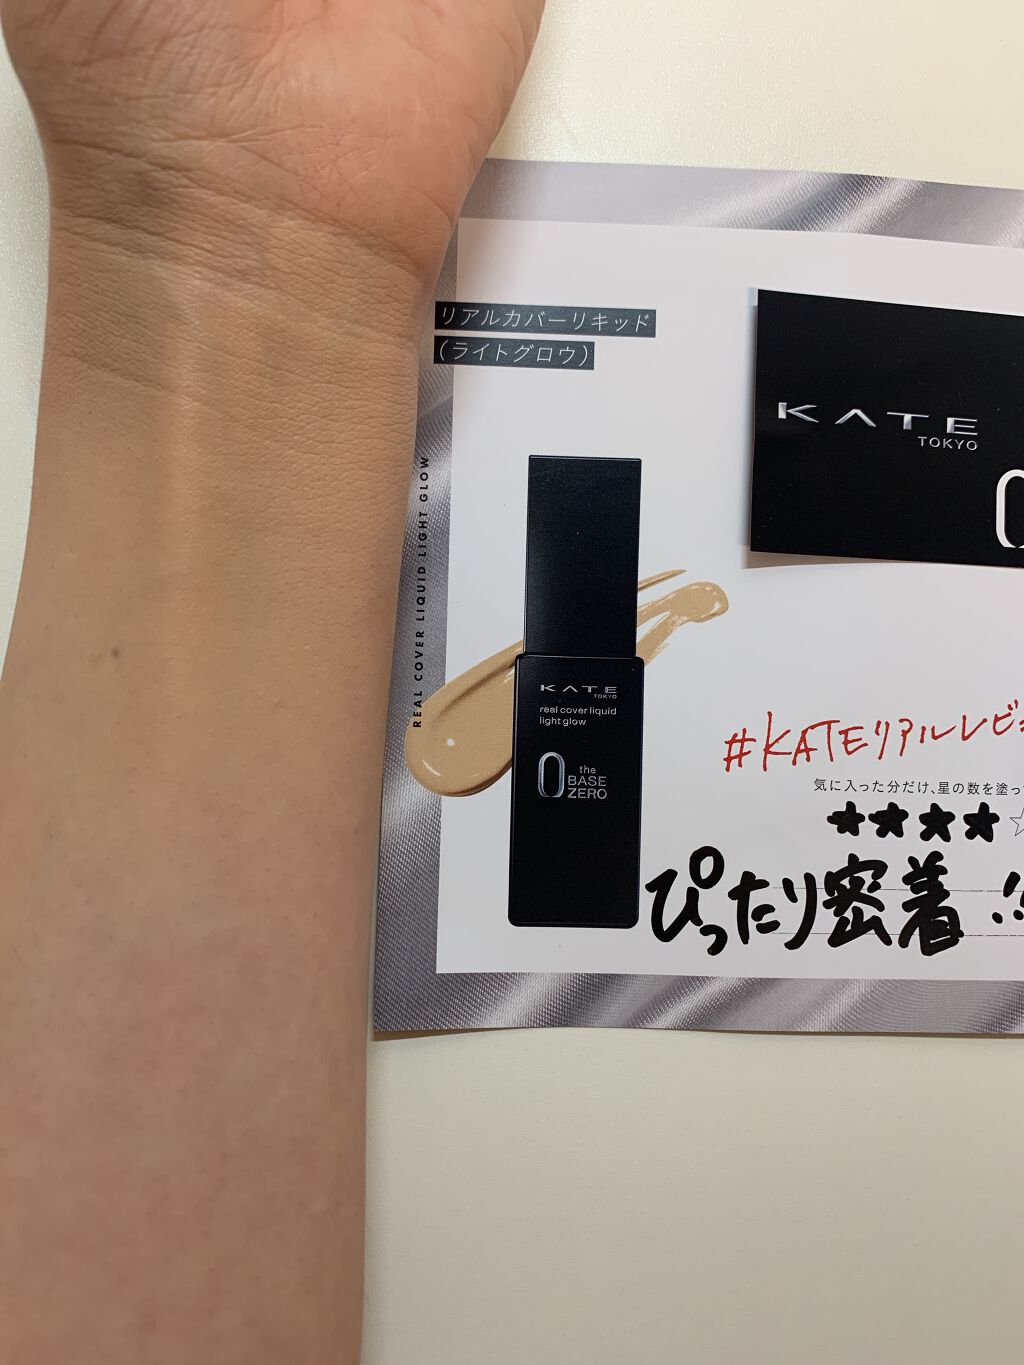 リアルカバーリキッド
(ライトグロウ)
KATE
TOKYO
0
REAL COVER LIQUID LIGHT GLOW
KATE
TOKYO
real cover liquid
light glow
0 the
BASE
ZERO
#KATEリアルレビ
気に入った分だけ、星の数を塗っ
★★★★☆
ぴったり密着!!